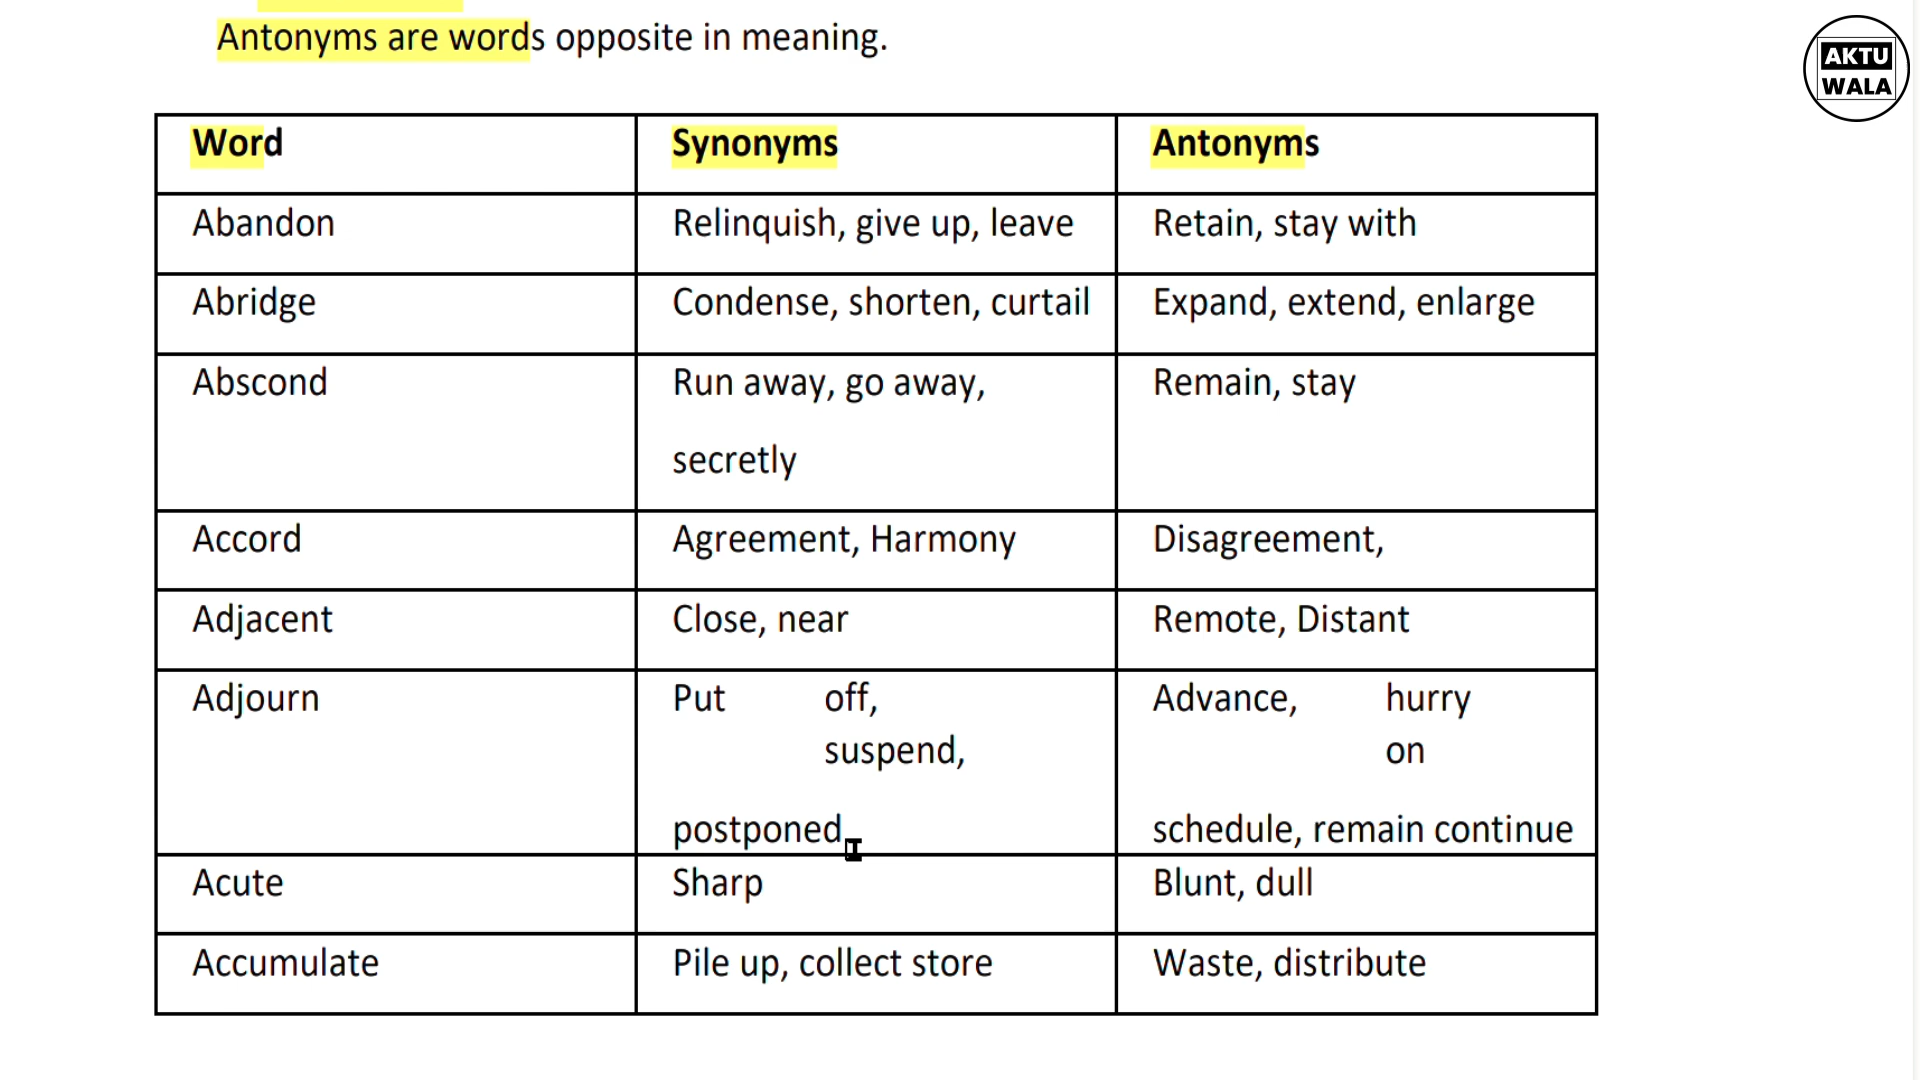 Antonyms are words opposite in meaning.
AKTU
WALA
Word Synonyms Antonyms
Abandon Relinquish, give up, leave Retain, stay with
Abridge Condense, shorten, curtail Expand, extend, enlarge
Abscond Run away, go away, Remain, stay
secretly
Accord Agreement, Harmony Disagreement,
Adjacent Close, near Remote, Distant
Adjourn Put off, Advance, hurry
suspend, on
postponed schedule, remain continue
Acute Sharp Blunt, dull
Accumulate Pile up, collect store Waste, distribute